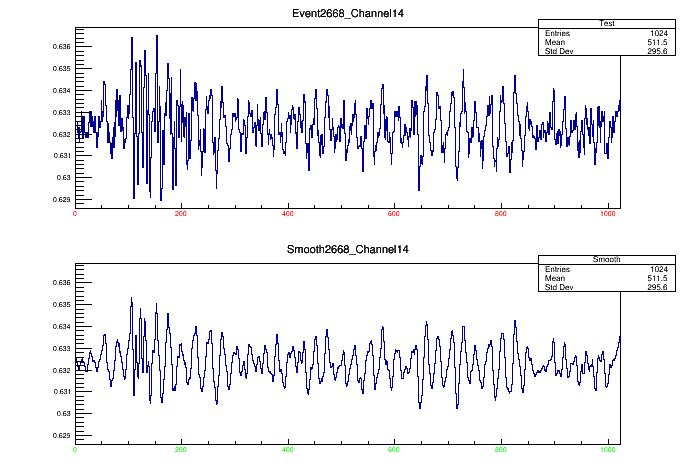 Event2668_Channel14
Test
Entries 1024
Mean 511.5
Std Dev 295.6
0.636
0.635
0.634
0.633
0.632
0.631
0.63
0.629
0 200 400 600 800 1000
Smooth2668_Channel14
Smooth
Entries 1024
Mean 511.5
Std Dev 295.6
0.636
0.635
0.634
0.633
0.632
0.631
0.63
0.629
0 200 400 600 800 1000